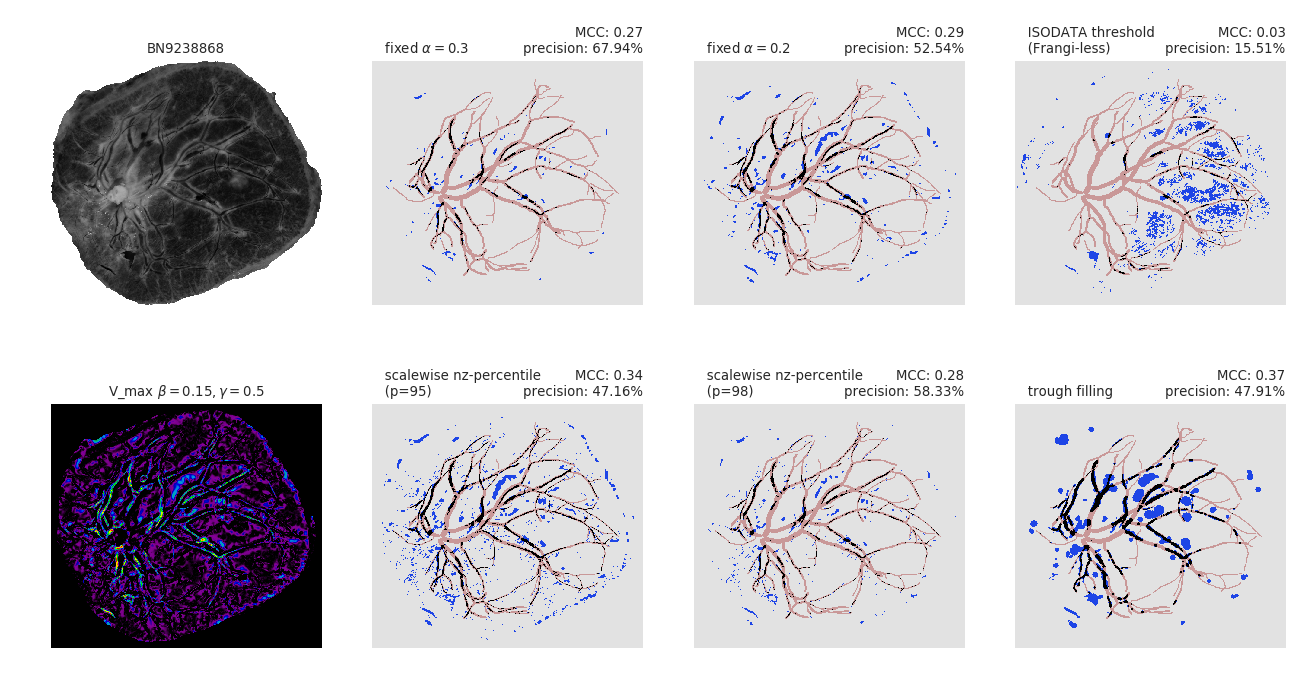 BN9238868
MCC: 0.27
fixed α = 0.3 precision: 67.94%
MCC: 0.29
fixed α = 0.2 precision: 52.54%
ISODATA threshold MCC: 0.03
(Frangi-less) precision: 15.51%
V_max β = 0.15, γ = 0.5
scalewise nz-percentile MCC: 0.34
(p=95) precision: 47.16%
scalewise nz-percentile MCC: 0.28
(p=98) precision: 58.33%
MCC: 0.37
trough filling precision: 47.91%